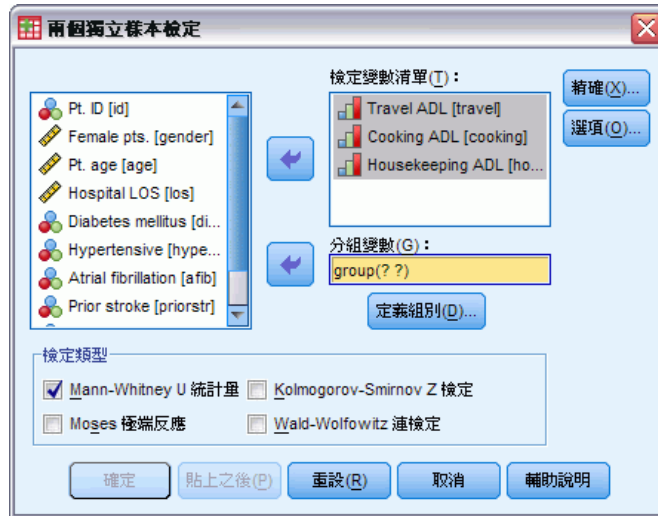 兩個獨立樣本檢定
檢定變數清單(T)：
Pt. ID [id]
Female pts. [gender]
Pt. age [age]
Hospital LOS [los]
Diabetes mellitus [di...
Hypertensive [hype...
Atrial fibrillation [afib]
Prior stroke [priorstr]
Travel ADL [travel]
Cooking ADL [cooking]
Housekeeping ADL [ho...
精確(X)...
選項(O)...
分組變數(G)：
group(? ?)
定義組別(D)...
檢定類型
Mann-Whitney U 統計量
Kolmogorov-Smirnov Z 檢定
Moses 極端反應
Wald-Wolfowitz 連檢定
確定
貼上之後(P)
重設(R)
取消
輔助說明